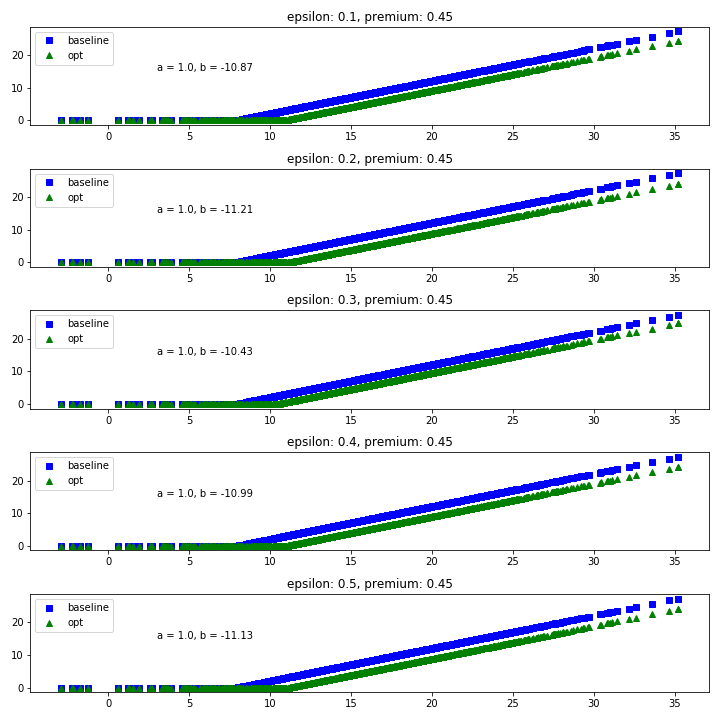 epsilon: 0.1, premium: 0.45
baseline
opt
a = 1.0, b = -10.87
20
10
0
0 5 10 15 20 25 30 35
epsilon: 0.2, premium: 0.45
baseline
opt
a = 1.0, b = -11.21
20
10
0
0 5 10 15 20 25 30 35
epsilon: 0.3, premium: 0.45
baseline
opt
a = 1.0, b = -10.43
20
10
0
0 5 10 15 20 25 30 35
epsilon: 0.4, premium: 0.45
baseline
opt
a = 1.0, b = -10.99
20
10
0
0 5 10 15 20 25 30 35
epsilon: 0.5, premium: 0.45
baseline
opt
a = 1.0, b = -11.13
20
10
0
0 5 10 15 20 25 30 35